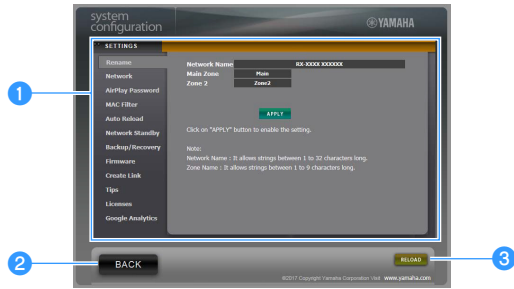 system
configuration
YAMAHA
SETTINGS
Rename
Network
AirPlay Password
MAC Filter
Auto Reload
Network Standby
Backup/Recovery
Firmware
Create Link
Tips
Licenses
Google Analytics
Network Name RX-XXXX XXXXXX
Main Zone Main
Zone 2 Zone2
APPLY
Click on "APPLY" button to enable the setting.
Note:
Network Name : It allows strings between 1 to 32 characters long.
Zone Name : It allows strings between 1 to 9 characters long.
1
2
BACK
RELOAD
3
©2017 Copyright Yamaha Corporation Visit www.yamaha.com